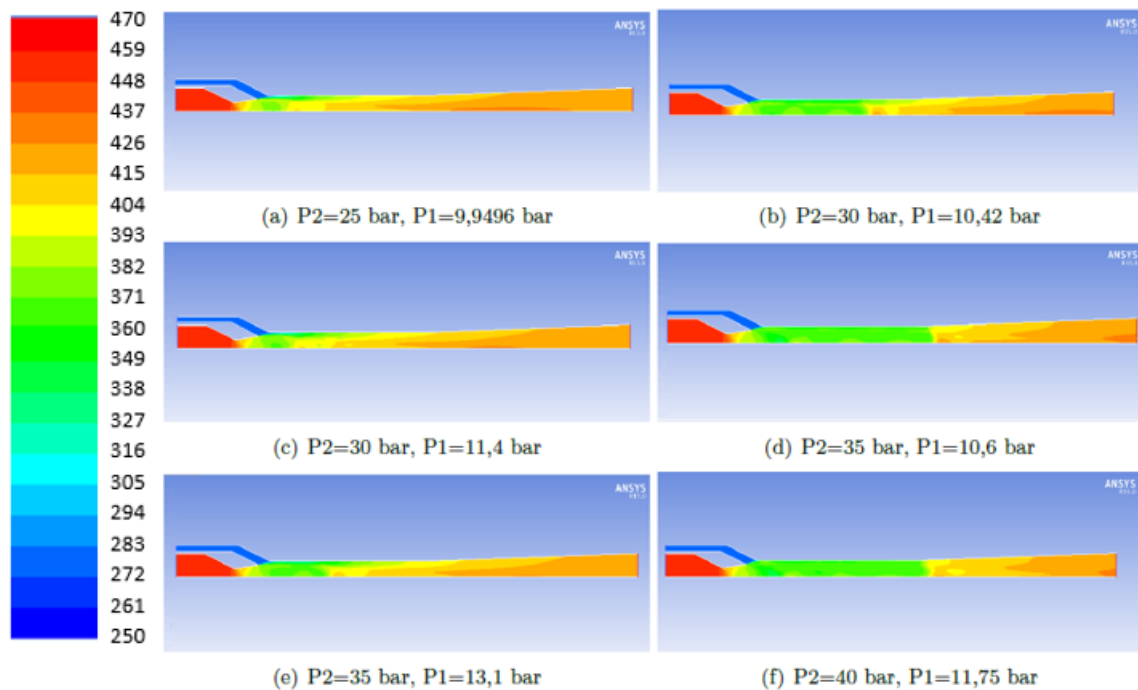 470
459
448
437
426
415
404
393
382
371
360
349
338
327
316
305
294
283
272
261
250
ANSYS
ANSYS
(a) P2=25 bar, P1=9,9496 bar
(b) P2=30 bar, P1=10,42 bar
ANSYS
ANSYS
(c) P2=30 bar, P1=11,4 bar
(d) P2=35 bar, P1=10,6 bar
ANSYS
ANSYS
(e) P2=35 bar, P1=13,1 bar
(f) P2=40 bar, P1=11,75 bar